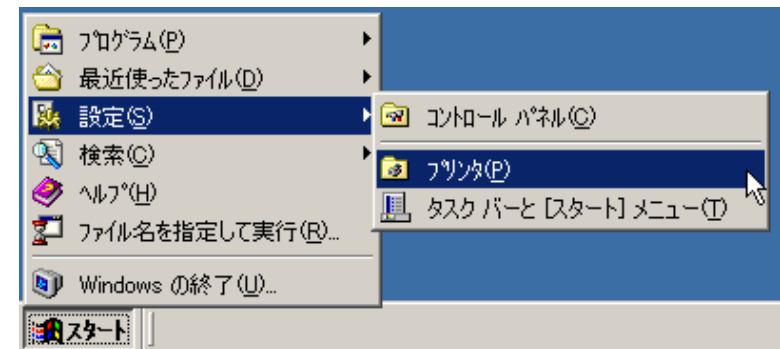 プログラム(P)
最近使ったファイル(D)
設定(S)
検索(C)
ヘルプ(H)
ファイル名を指定して実行(R)...
Windows の終了(U)...
コントロール パネル(C)
プリンタ(P)
タスク バーと [スタート] メニュー(T)
スタート